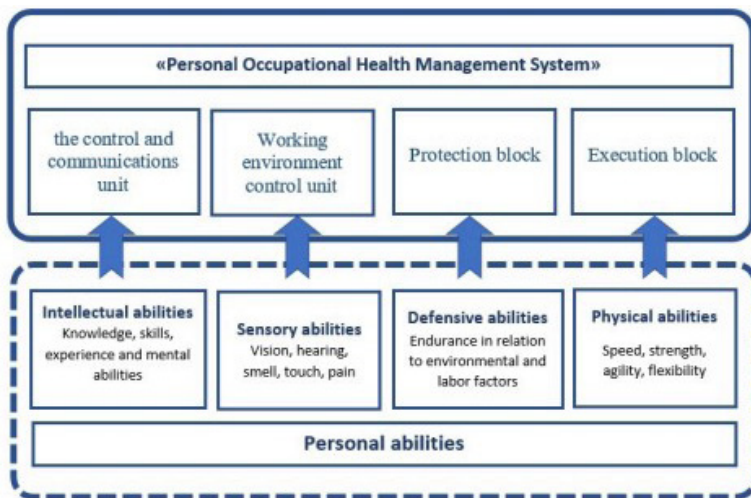 «Personal Occupational Health Management System»
the control and
communications
unit
Working
environment
control unit
Protection block
Execution block
Intellectual abilities
Knowledge, skills,
experience and mental
abilities
Sensory abilities
Vision, hearing,
smell, touch, pain
Defensive abilities
Endurance in relation
to environmental and
labor factors
Physical abilities
Speed, strength,
agility, flexibility
Personal abilities